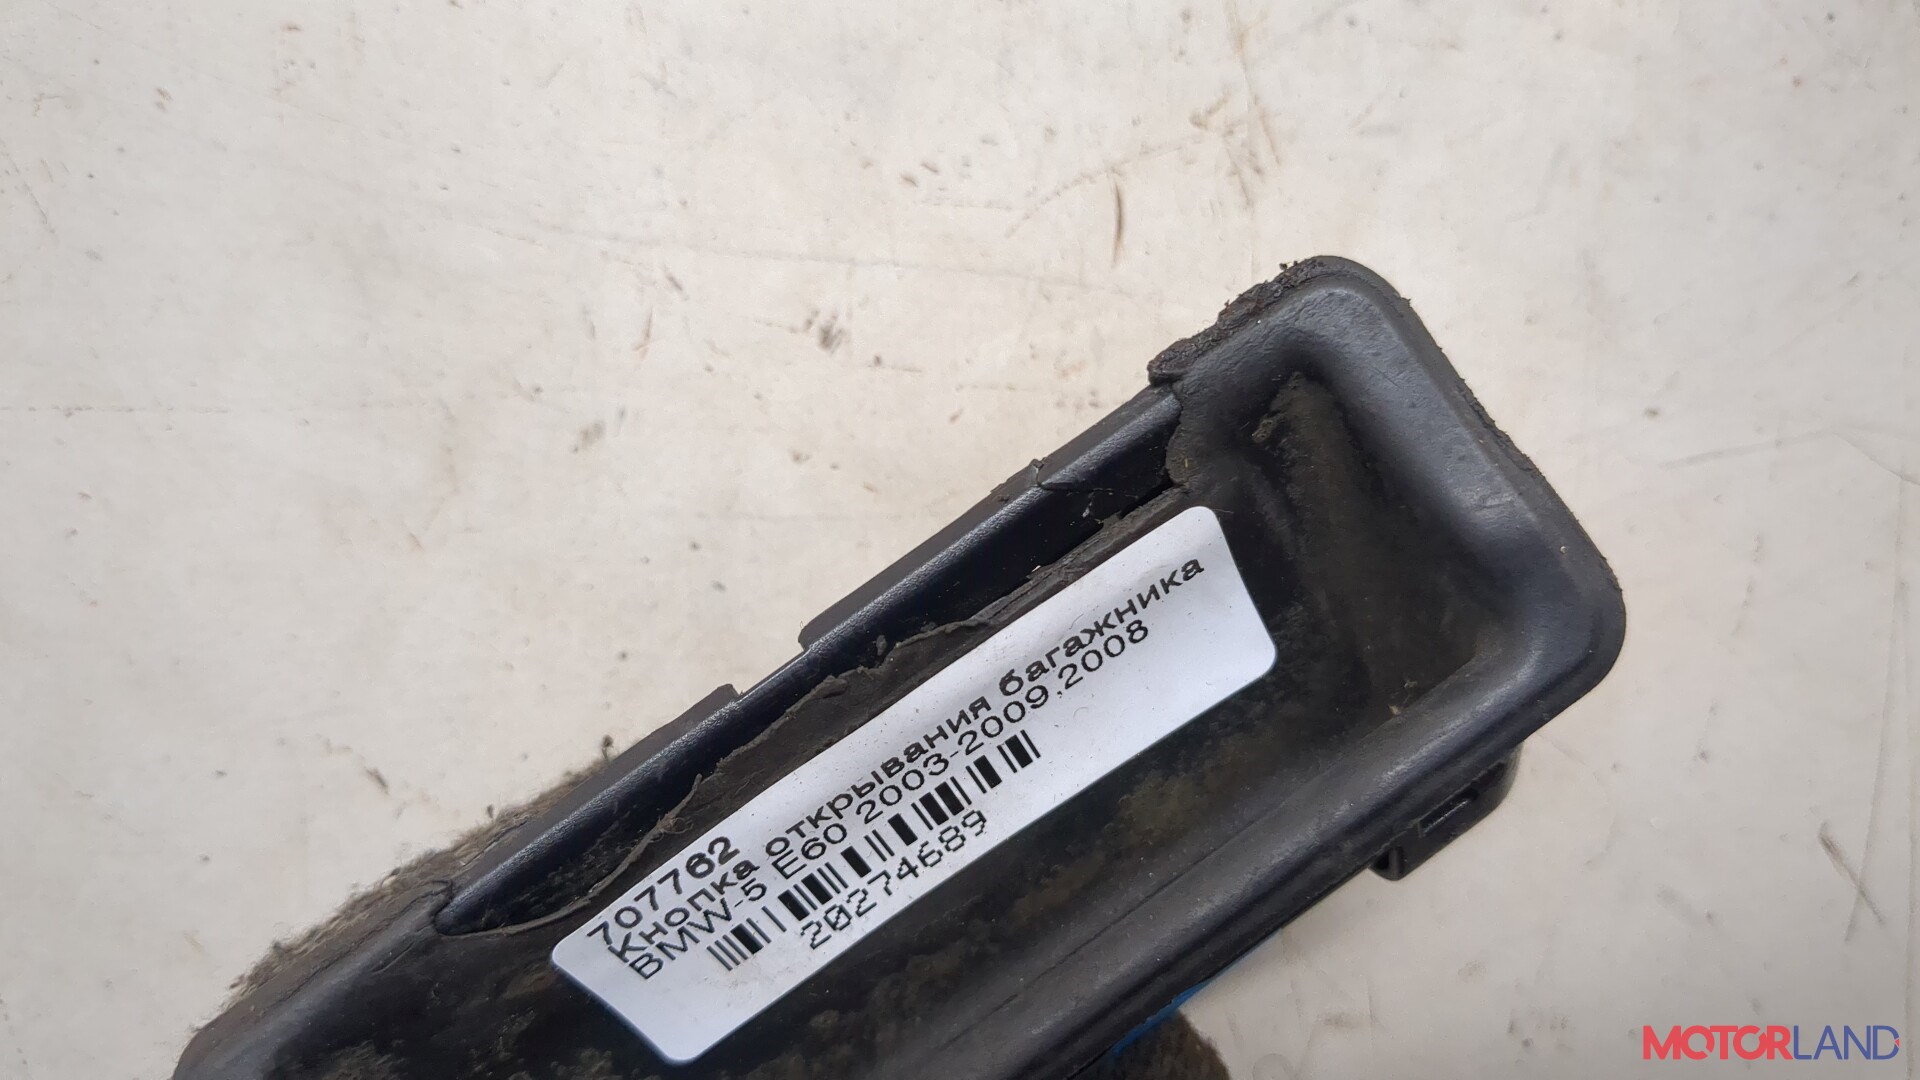 707762
Кнопка открывания багажника
BMW-5 E60 2003-2009,2008
20274689
MOTORLAND